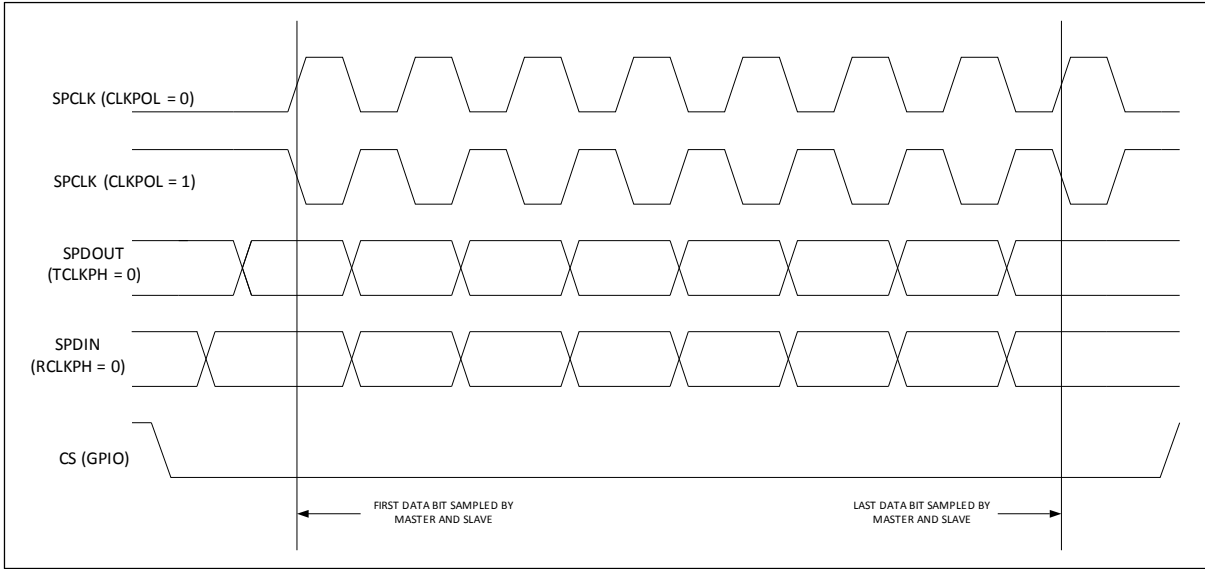 SPCLK (CLKPOL = 0)
SPCLK (CLKPOL = 1)
SPDOUT
(TCLKPH = 0)
SPDIN
(RCLKPH = 0)
CS (GPIO)
FIRST DATA BIT SAMPLED BY
MASTER AND SLAVE
LAST DATA BIT SAMPLED BY
MASTER AND SLAVE